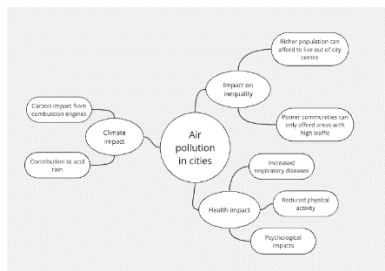 Richer population can
afford to live out of city
centre
Impact on
inequality
Poorer communities can
only afford areas with
high traffic
Carbon impact from
combustion engines
Climate
impact
Contribution to acid
rain
Air
pollution
in cities
Increased
respiratory diseases
Health impact
Reduced physical
activity
Psychological
impacts